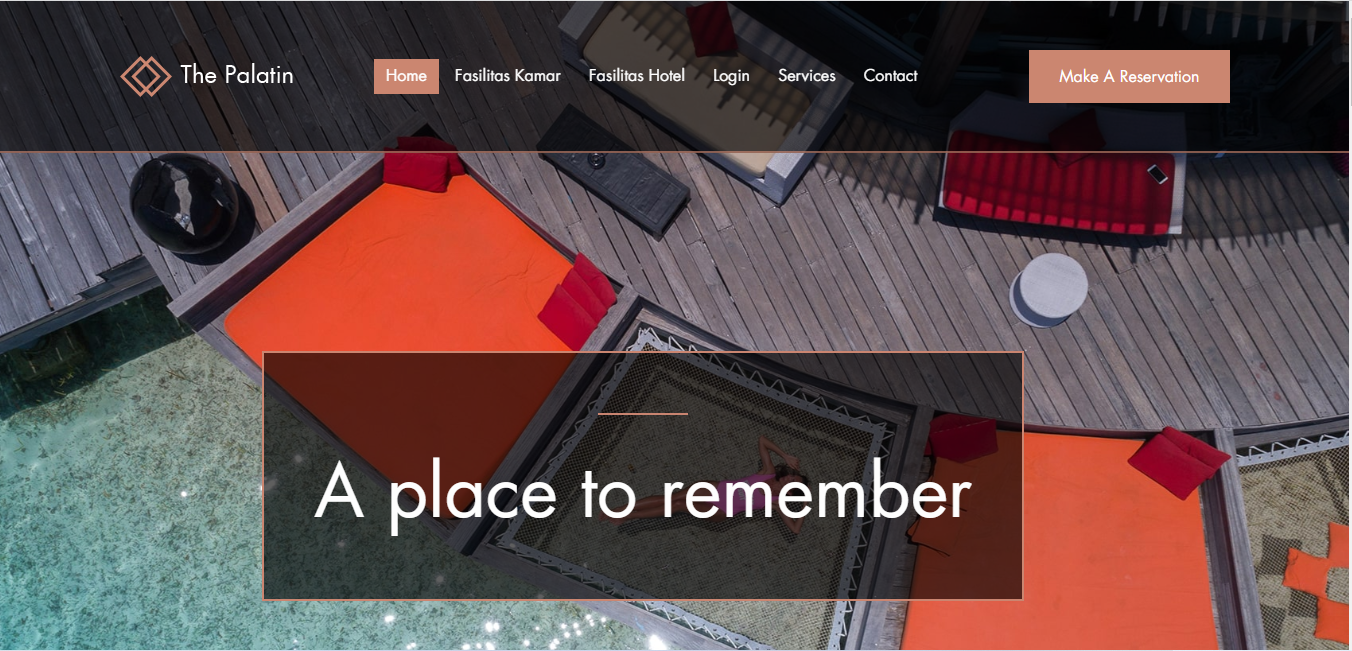 The Palatin
Home Fasilitas Kamar Fasilitas Hotel Login Services Contact
Make A Reservation
A place to remember